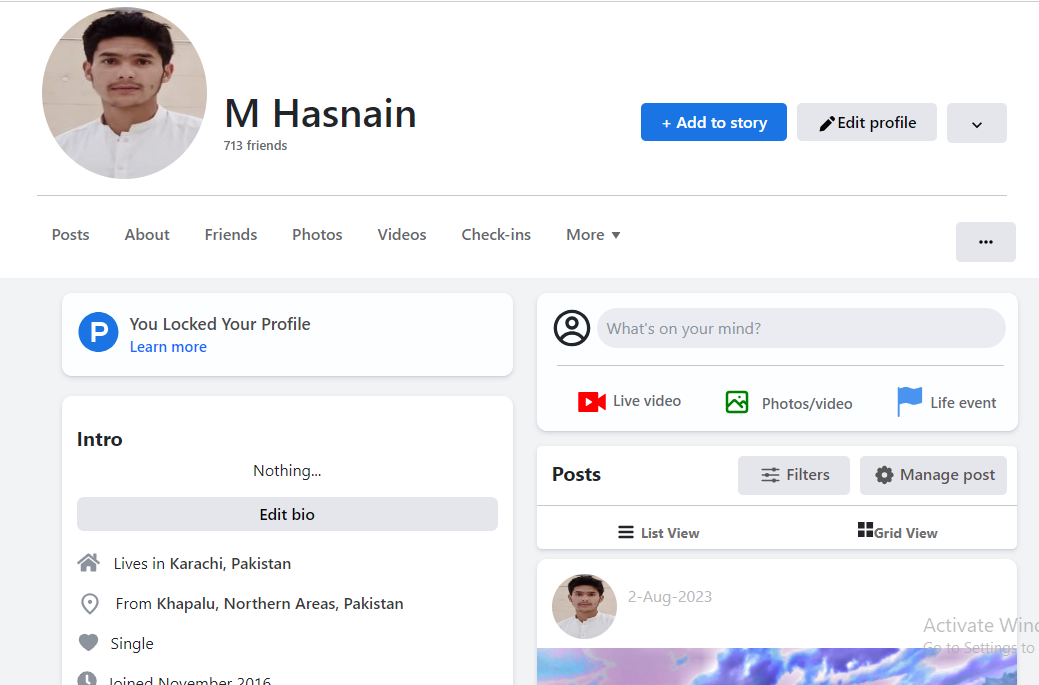 M Hasnain
713 friends
+ Add to story
Edit profile
Posts
About
Friends
Photos
Videos
Check-ins
More ▼
...
P
You Locked Your Profile
Learn more
Intro
Nothing...
Edit bio
Lives in Karachi, Pakistan
From Khapalu, Northern Areas, Pakistan
Single
Joined November 2016
What's on your mind?
Live video
Photos/video
Life event
Posts
Filters
Manage post
List View
Grid View
2-Aug-2023
Activate Win
Go to Settings to